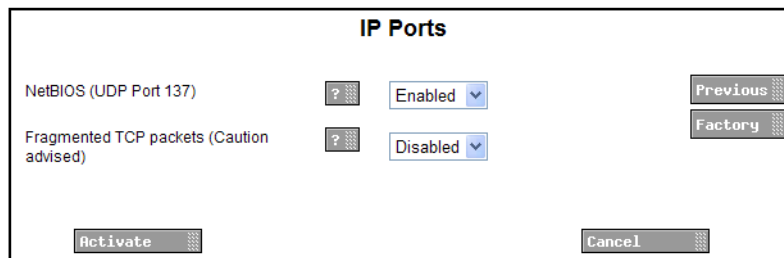 IP Ports
NetBIOS (UDP Port 137)
?
Enabled
Previous
Factory
Fragmented TCP packets (Caution
advised)
?
Disabled
Activate
Cancel